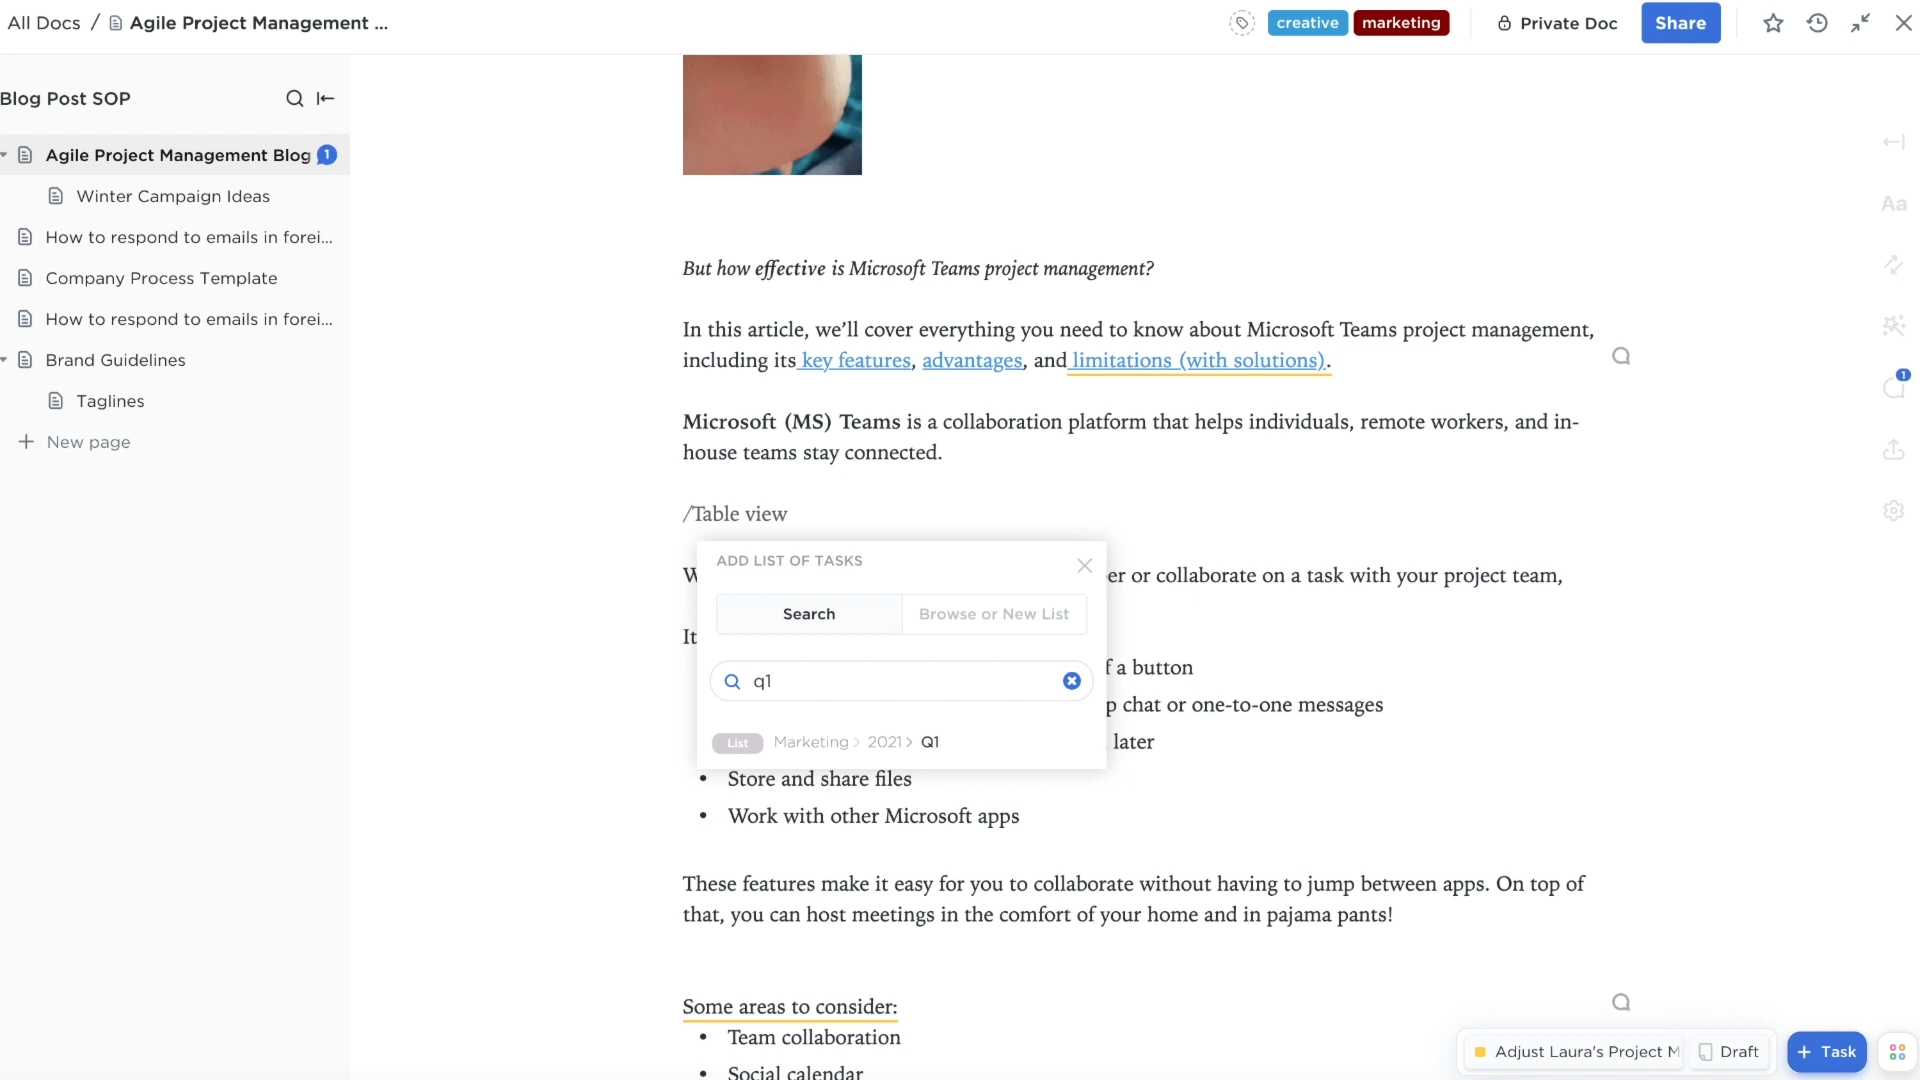 All Docs / Agile Project Management ...
creative marketing Private Doc Share
Blog Post SOP
Agile Project Management Blog 1
Winter Campaign Ideas
How to respond to emails in forei...
Company Process Template
How to respond to emails in forei...
Brand Guidelines
Taglines
+ New page
But how effective is Microsoft Teams project management?
In this article, we’ll cover everything you need to know about Microsoft Teams project management,
including its key features, advantages, and limitations (with solutions).
Microsoft (MS) Teams is a collaboration platform that helps individuals, remote workers, and in-
house teams stay connected.
/Table view
ADD LIST OF TASKS
Search Browse or New List
q1
List Marketing > 2021 > Q1
er or collaborate on a task with your project team,
It
f a button
p chat or one-to-one messages
later
• Store and share files
• Work with other Microsoft apps
These features make it easy for you to collaborate without having to jump between apps. On top of
that, you can host meetings in the comfort of your home and in pajama pants!
Some areas to consider:
• Team collaboration
• Social calendar
Aa
1
Adjust Laura's Project M Draft + Task